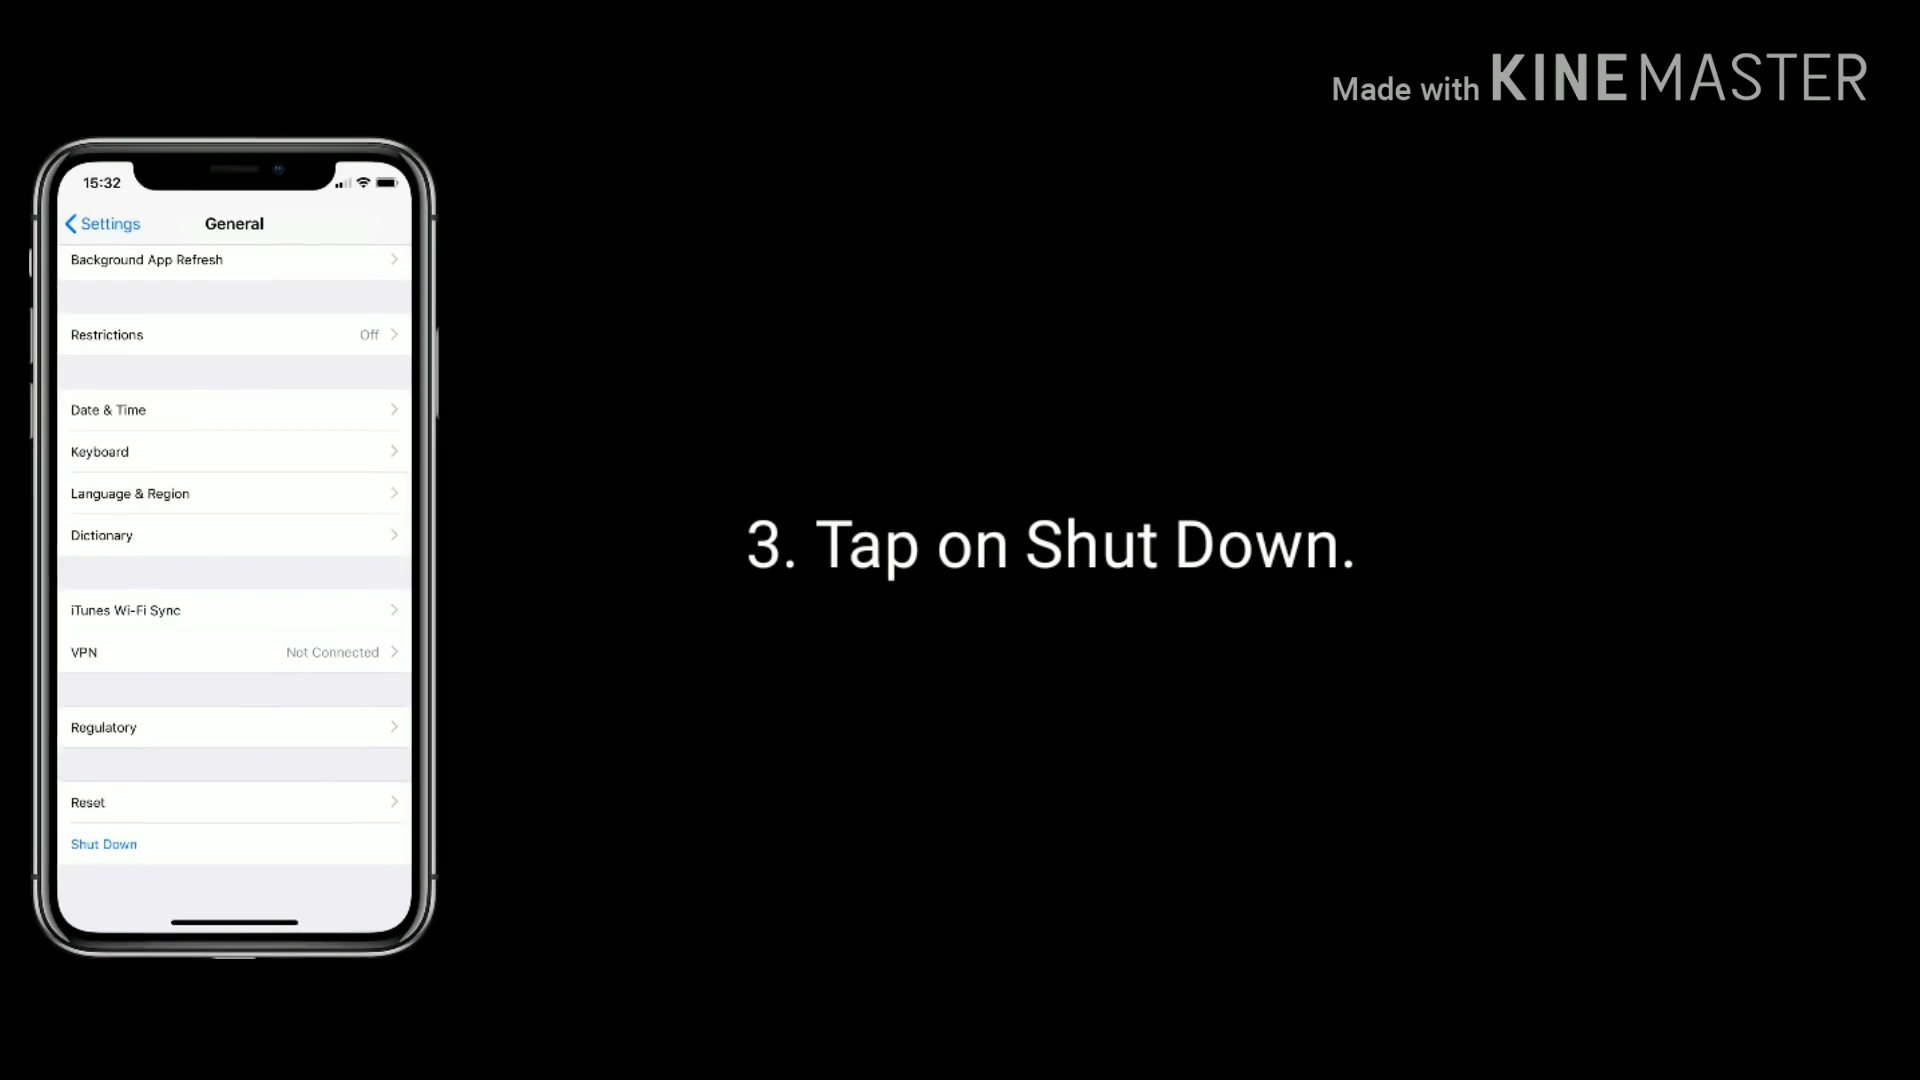 Made with KINEMASTER
15:32
Settings
General
Background App Refresh
Restrictions Off
Date & Time
Keyboard
Language & Region
Dictionary
iTunes Wi-Fi Sync
VPN Not Connected
Regulatory
Reset
Shut Down
3. Tap on Shut Down.